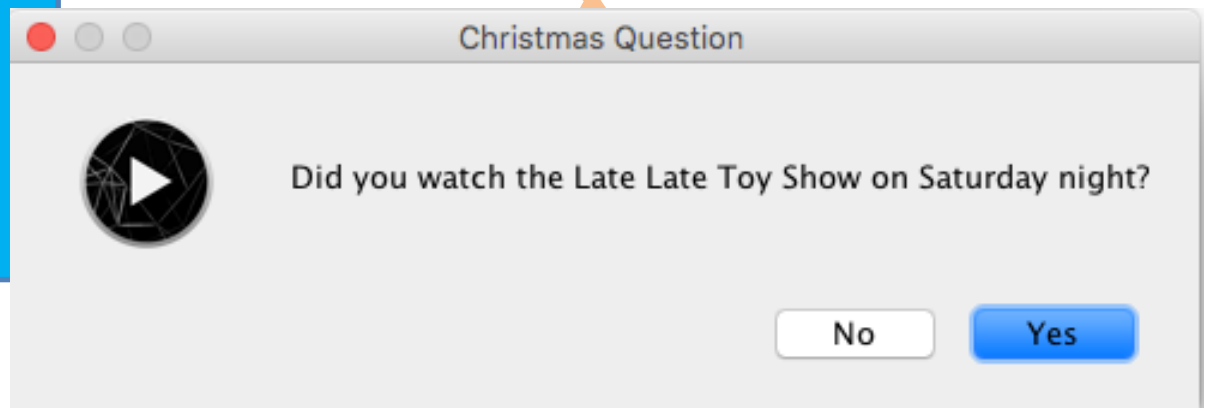 Christmas Question
Did you watch the Late Late Toy Show on Saturday night?
No Yes